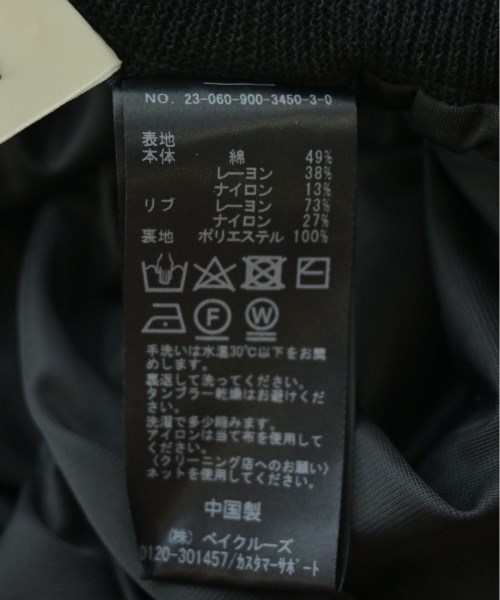 NO. 23-060-900-3450-3-0
表地
本体 綿 49%
レーヨン 38%
ナイロン 13%
リブ レーヨン 73%
ナイロン 27%
裏地 ポリエステル 100%
F W
手洗いは水温30℃以下をお薦
めします。
裏返して洗ってください。
タンブラー乾燥はお避けくだ
さい。
洗濯で多少縮みます。
アイロンは当て布を使用して
ください。
〈クリーニング店へのお願い〉
ネットを使用してください。
中国製
(株) ベイクルーズ
0120-301457/カスタマーサポート